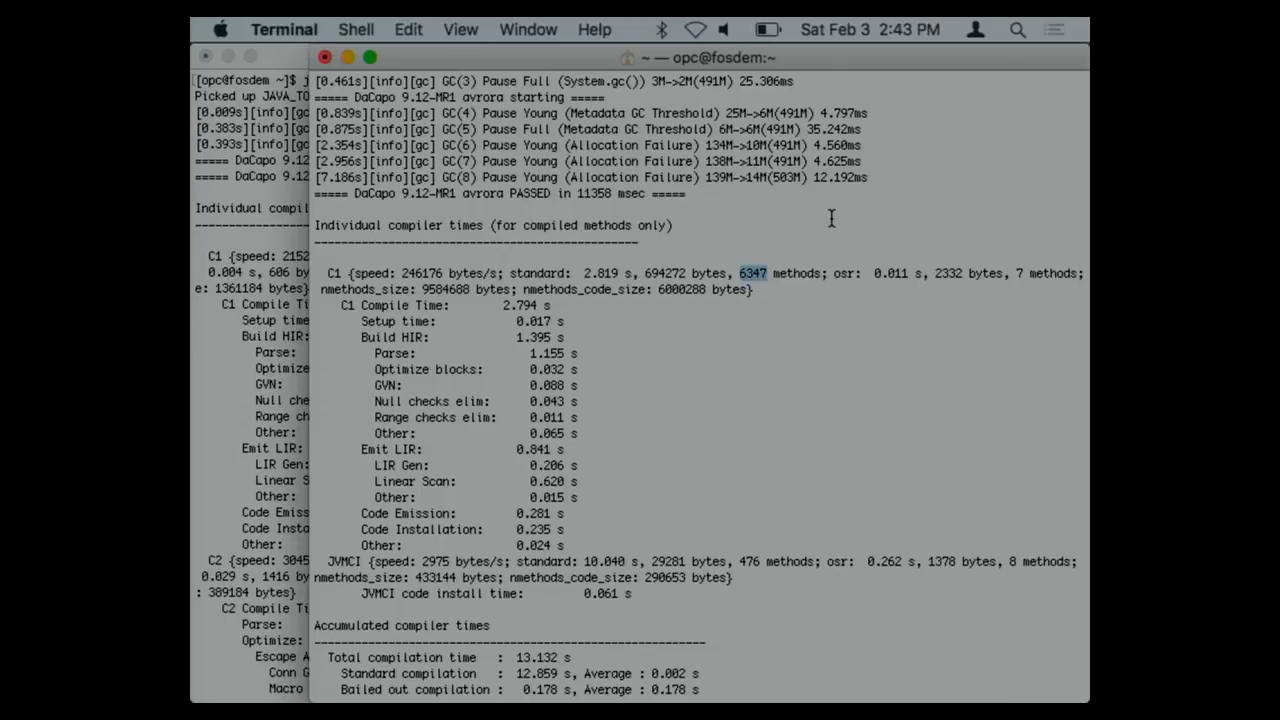 Terminal Shell Edit View Window Help Sat Feb 3 2:43 PM
~ — opc@fosdem:~
[opc@fosdem ~]$ j
Picked up JAVA_TO
[0.009s][info][gc
[0.383s][info][gc
[0.393s][info][gc
===== DaCapo 9.12
===== DaCapo 9.12
Individual compil
-----------------
C1 {speed: 2152
0.004 s, 606 by
e: 1361184 bytes}
C1 Compile Ti
Setup time
Build HIR:
Parse:
Optimize
GVN:
Null che
Range ch
Other:
Emit LIR:
LIR Gen:
Linear S
Other:
Code Emiss
Code Insta
Other:
C2 {speed: 3045
0.029 s, 1416 by
: 389184 bytes}
C2 Compile Ti
Parse:
Optimize:
Escape A
Conn G
Macro
[0.461s][info][gc] GC(3) Pause Full (System.gc()) 3M->2M(491M) 25.306ms
===== DaCapo 9.12-MR1 avrora starting =====
[0.839s][info][gc] GC(4) Pause Young (Metadata GC Threshold) 25M->6M(491M) 4.797ms
[0.875s][info][gc] GC(5) Pause Full (Metadata GC Threshold) 6M->6M(491M) 35.242ms
[2.354s][info][gc] GC(6) Pause Young (Allocation Failure) 134M->10M(491M) 4.560ms
[2.956s][info][gc] GC(7) Pause Young (Allocation Failure) 138M->11M(491M) 4.625ms
[7.186s][info][gc] GC(8) Pause Young (Allocation Failure) 139M->14M(503M) 12.192ms
===== DaCapo 9.12-MR1 avrora PASSED in 11358 msec =====
Individual compiler times (for compiled methods only)
------------------------------------------------
C1 {speed: 246176 bytes/s; standard: 2.819 s, 694272 bytes, 6347 methods; osr: 0.011 s, 2332 bytes, 7 methods;
nmethods_size: 9584688 bytes; nmethods_code_size: 6000288 bytes}
C1 Compile Time: 2.794 s
Setup time: 0.017 s
Build HIR: 1.395 s
Parse: 1.155 s
Optimize blocks: 0.032 s
GVN: 0.088 s
Null checks elim: 0.043 s
Range checks elim: 0.011 s
Other: 0.065 s
Emit LIR: 0.841 s
LIR Gen: 0.206 s
Linear Scan: 0.620 s
Other: 0.015 s
Code Emission: 0.281 s
Code Installation: 0.235 s
Other: 0.024 s
JVMCI {speed: 2975 bytes/s; standard: 10.040 s, 29281 bytes, 476 methods; osr: 0.262 s, 1378 bytes, 8 methods;
nmethods_size: 433144 bytes; nmethods_code_size: 290653 bytes}
JVMCI code install time: 0.061 s
Accumulated compiler times
----------------------------------------------------------
Total compilation time : 13.132 s
Standard compilation : 12.859 s, Average : 0.002 s
Bailed out compilation : 0.178 s, Average : 0.178 s